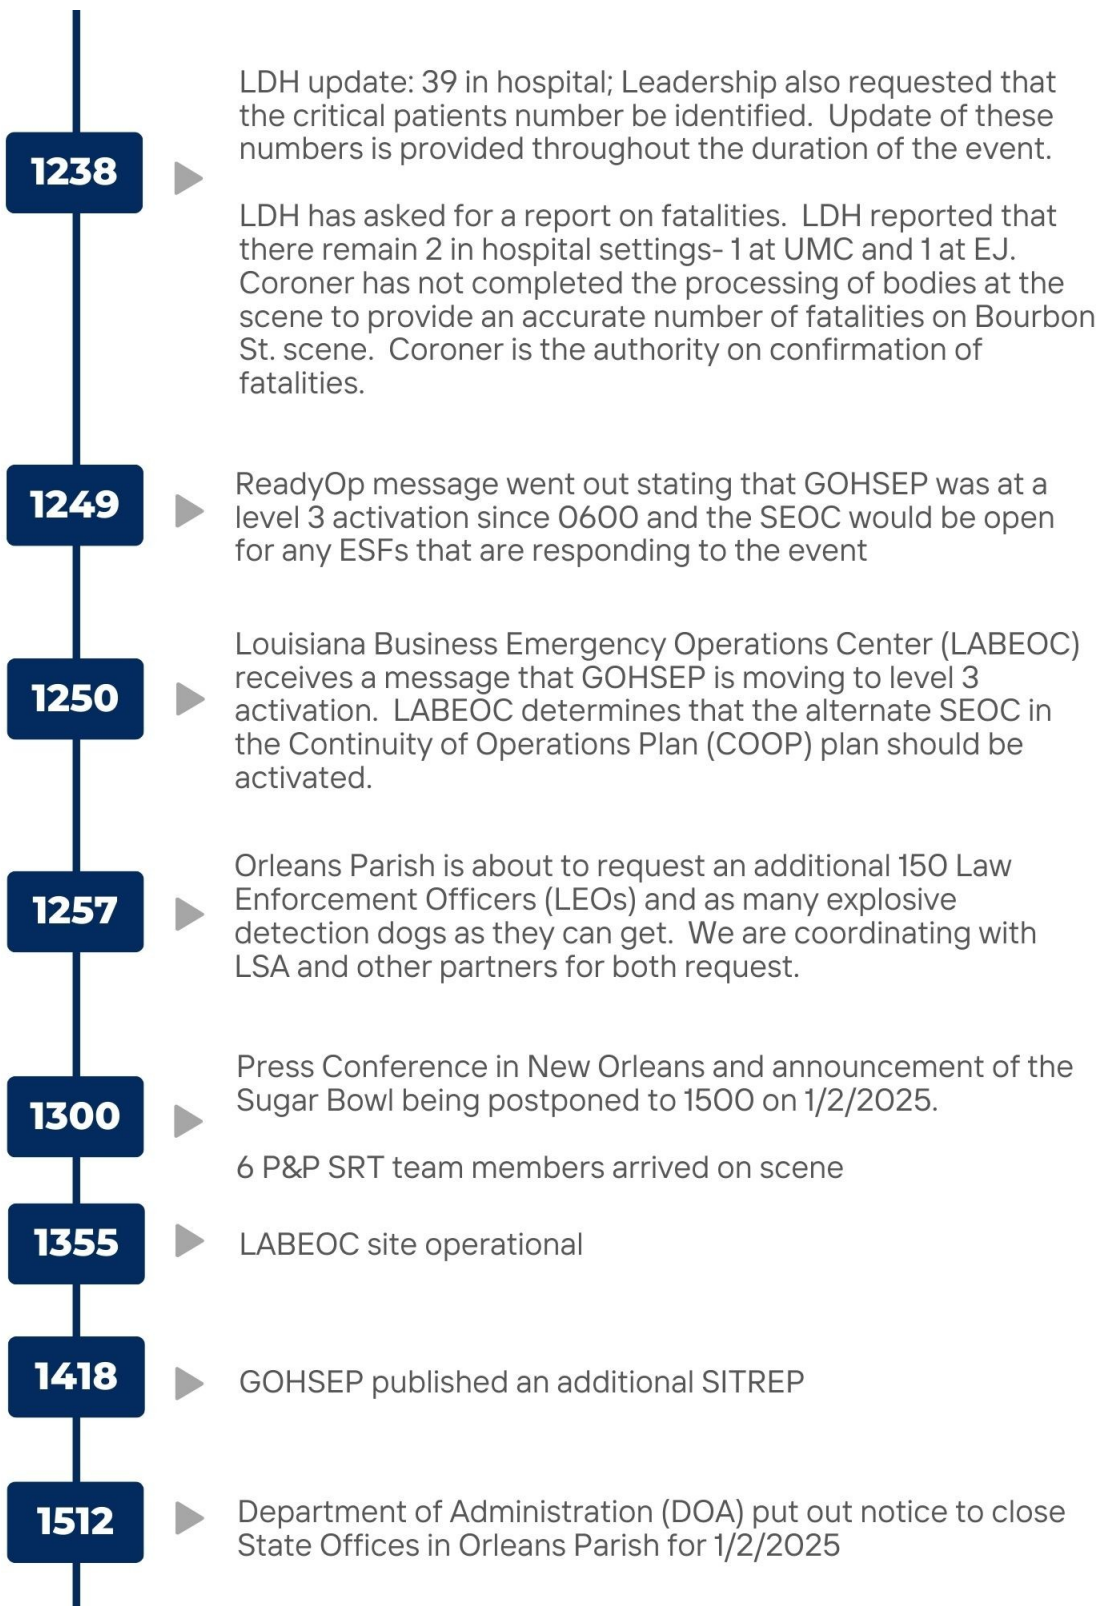 1238
LDH update: 39 in hospital; Leadership also requested that
the critical patients number be identified.  Update of these
numbers is provided throughout the duration of the event.
LDH has asked for a report on fatalities.  LDH reported that
there remain 2 in hospital settings- 1 at UMC and 1 at EJ.
Coroner has not completed the processing of bodies at the
scene to provide an accurate number of fatalities on Bourbon
St. scene.  Coroner is the authority on confirmation of
fatalities.
1249
ReadyOp message went out stating that GOHSEP was at a
level 3 activation since 0600 and the SEOC would be open
for any ESFs that are responding to the event
1250
Louisiana Business Emergency Operations Center (LABEOC)
receives a message that GOHSEP is moving to level 3
activation.  LABEOC determines that the alternate SEOC in
the Continuity of Operations Plan (COOP) plan should be
activated.
1257
Orleans Parish is about to request an additional 150 Law
Enforcement Officers (LEOs) and as many explosive
detection dogs as they can get.  We are coordinating with
LSA and other partners for both request.
1300
Press Conference in New Orleans and announcement of the
Sugar Bowl being postponed to 1500 on 1/2/2025.
6 P&P SRT team members arrived on scene
1355
LABEOC site operational
1418
GOHSEP published an additional SITREP
1512
Department of Administration (DOA) put out notice to close
State Offices in Orleans Parish for 1/2/2025